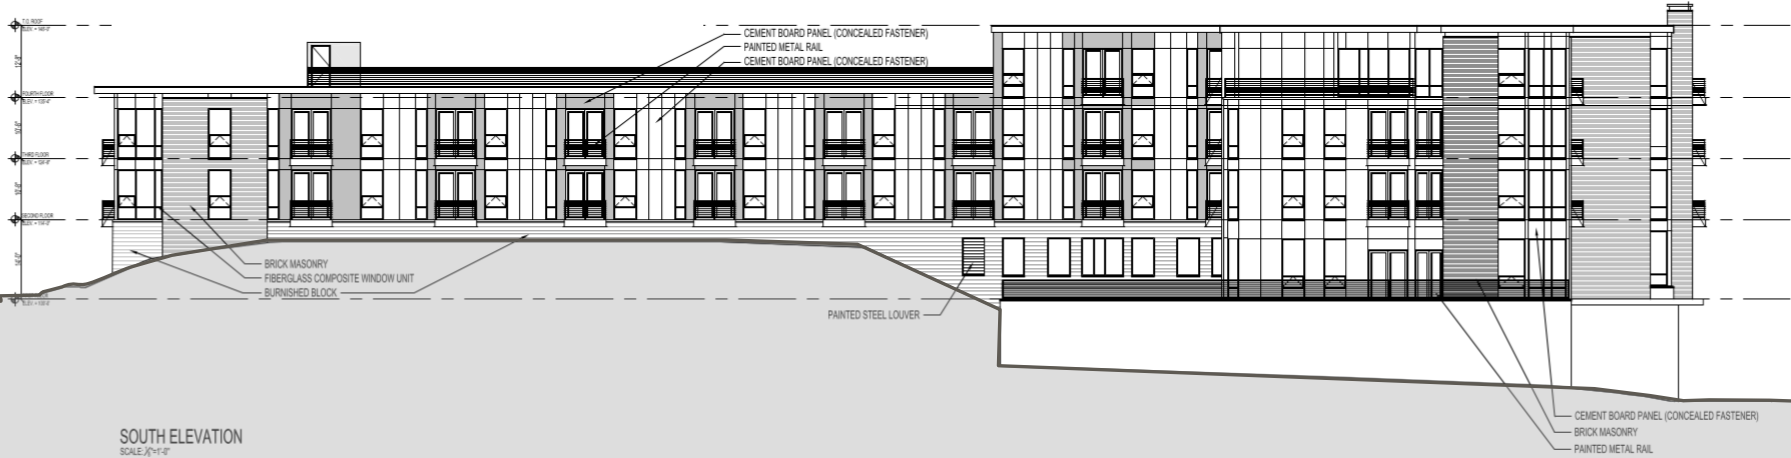 T.O. ROOF
CEMENT BOARD PANEL (CONCEALED FASTENER)
PAINTED METAL RAIL
CEMENT BOARD PANEL (CONCEALED FASTENER)
FOURTH FLOOR
THIRD FLOOR
SECOND FLOOR
BRICK MASONRY
FIBERGLASS COMPOSITE WINDOW UNIT
BURNISHED BLOCK
PAINTED STEEL LOUVER
CEMENT BOARD PANEL (CONCEALED FASTENER)
BRICK MASONRY
PAINTED METAL RAIL
SOUTH ELEVATION